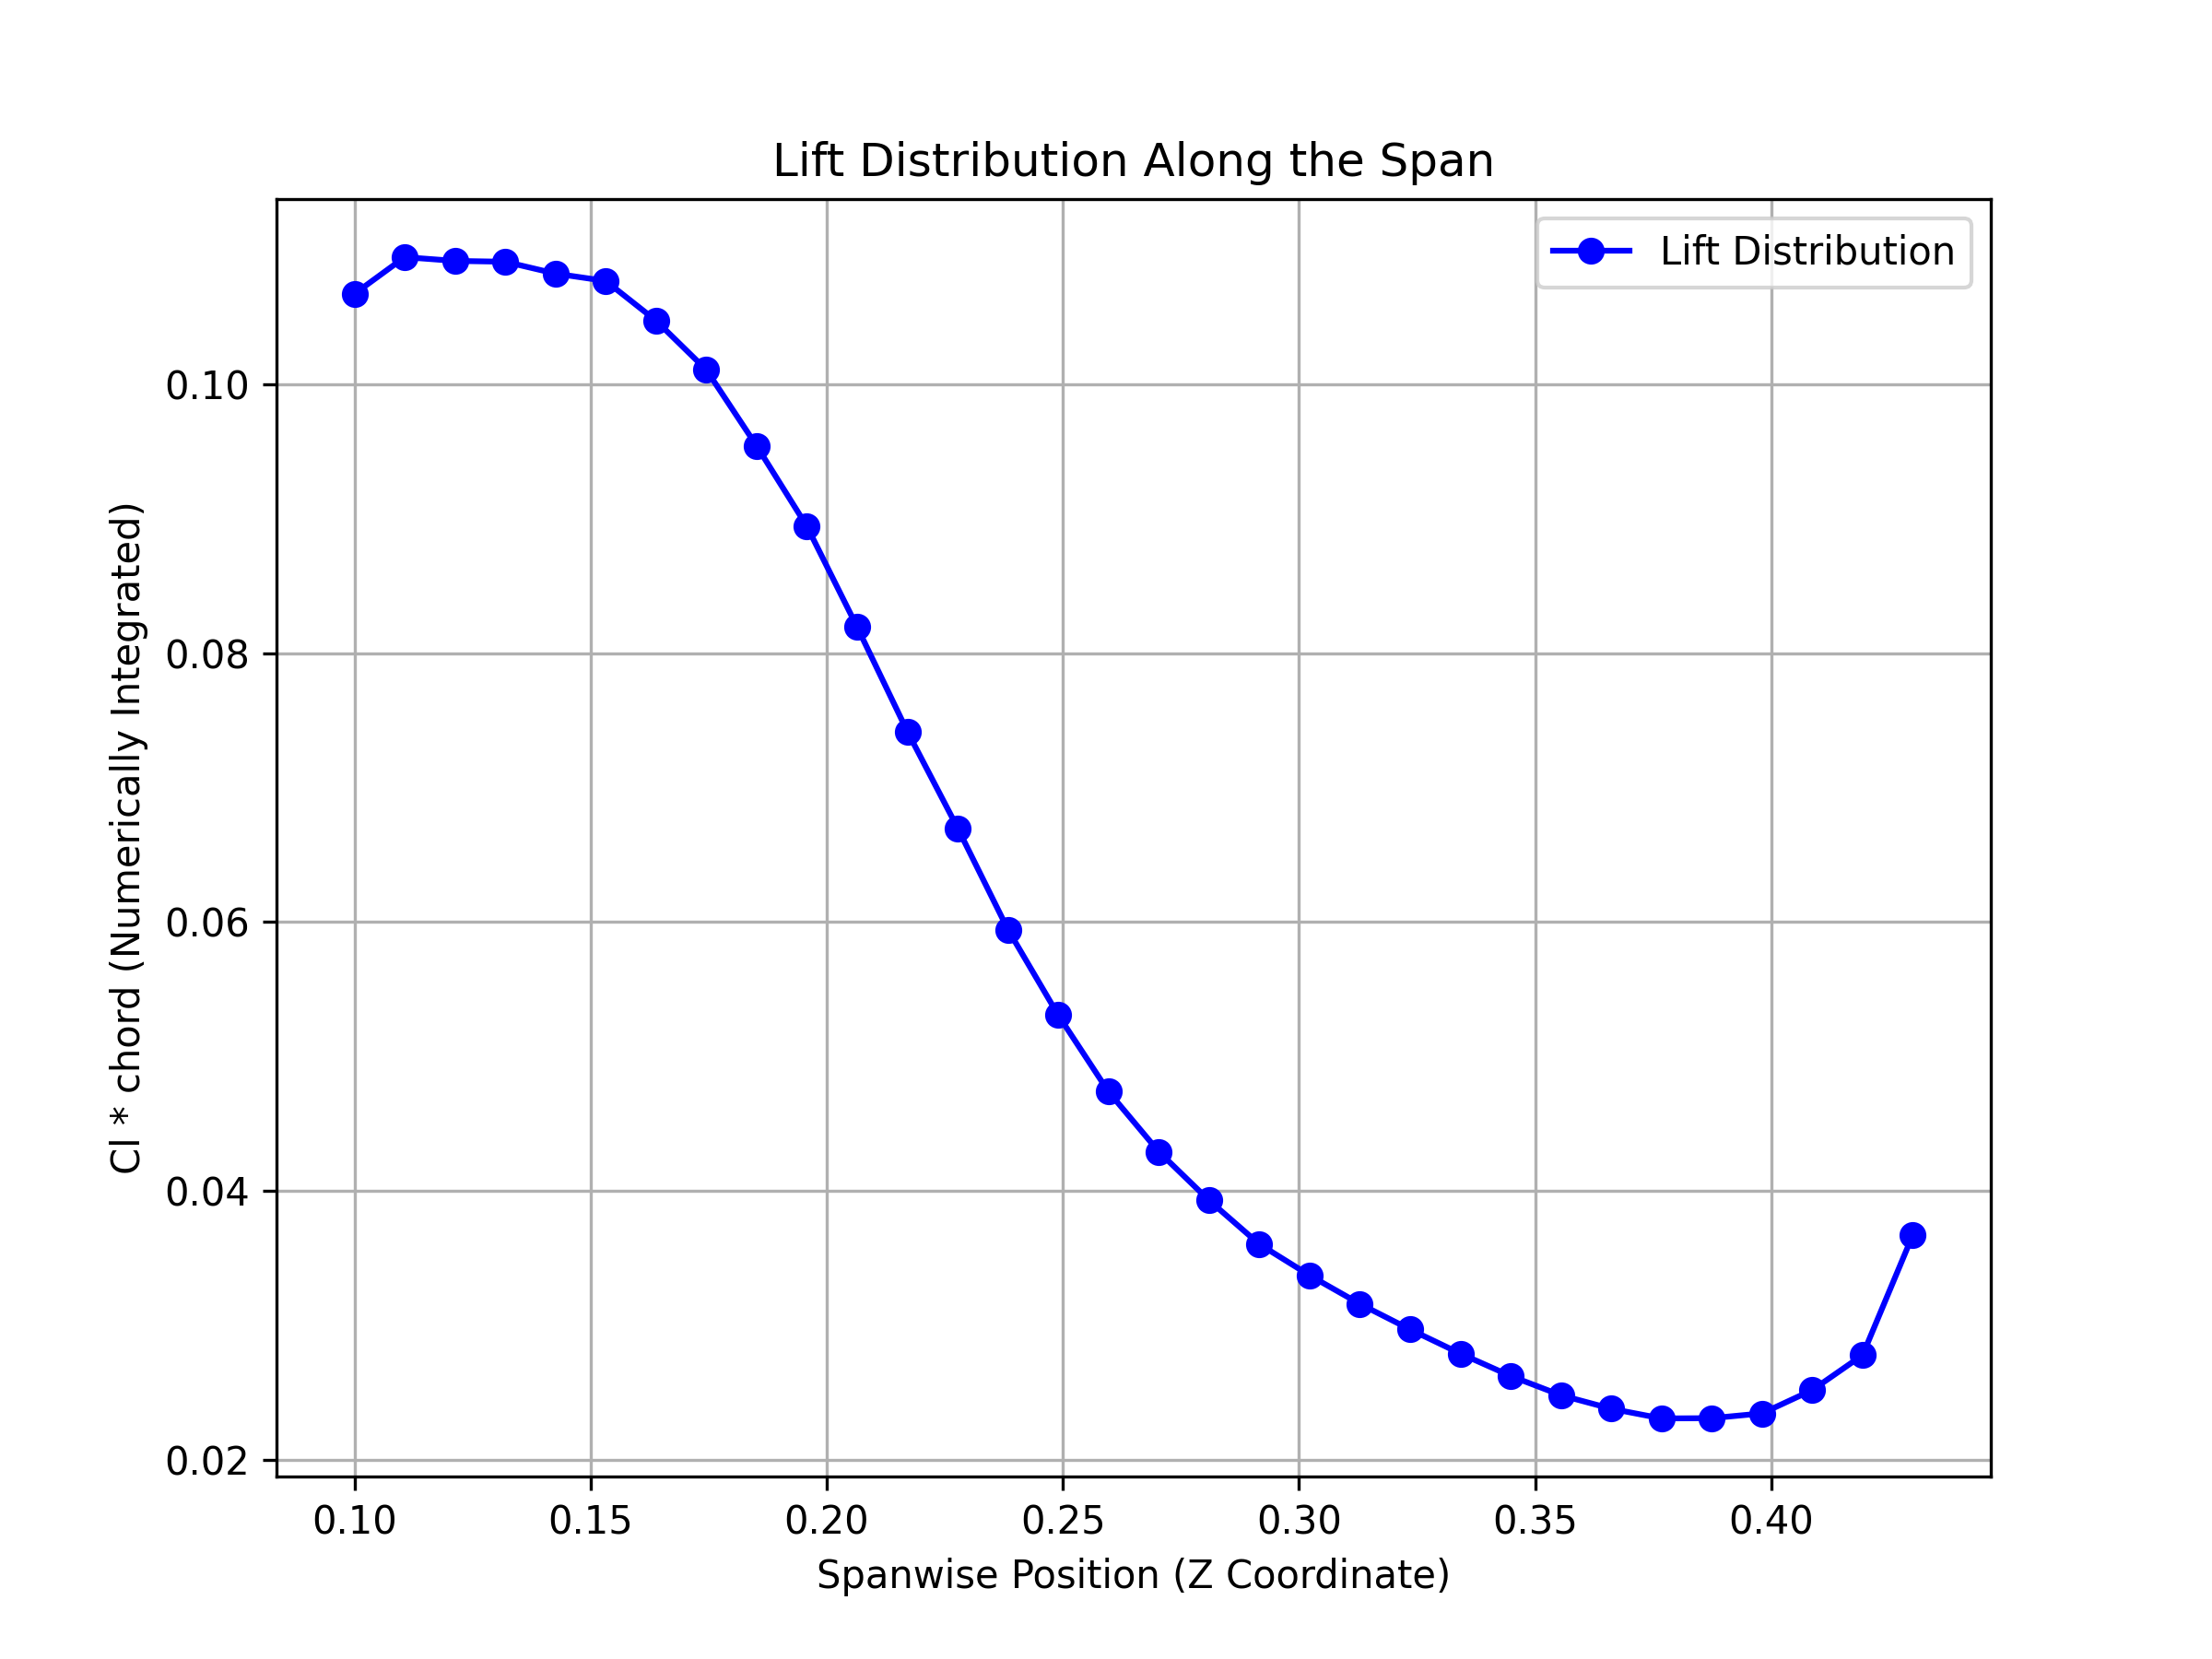 Lift Distribution Along the Span
Lift Distribution
Cl * chord (Numerically Integrated)
0.10
0.08
0.06
0.04
0.02
0.10 0.15 0.20 0.25 0.30 0.35 0.40
Spanwise Position (Z Coordinate)